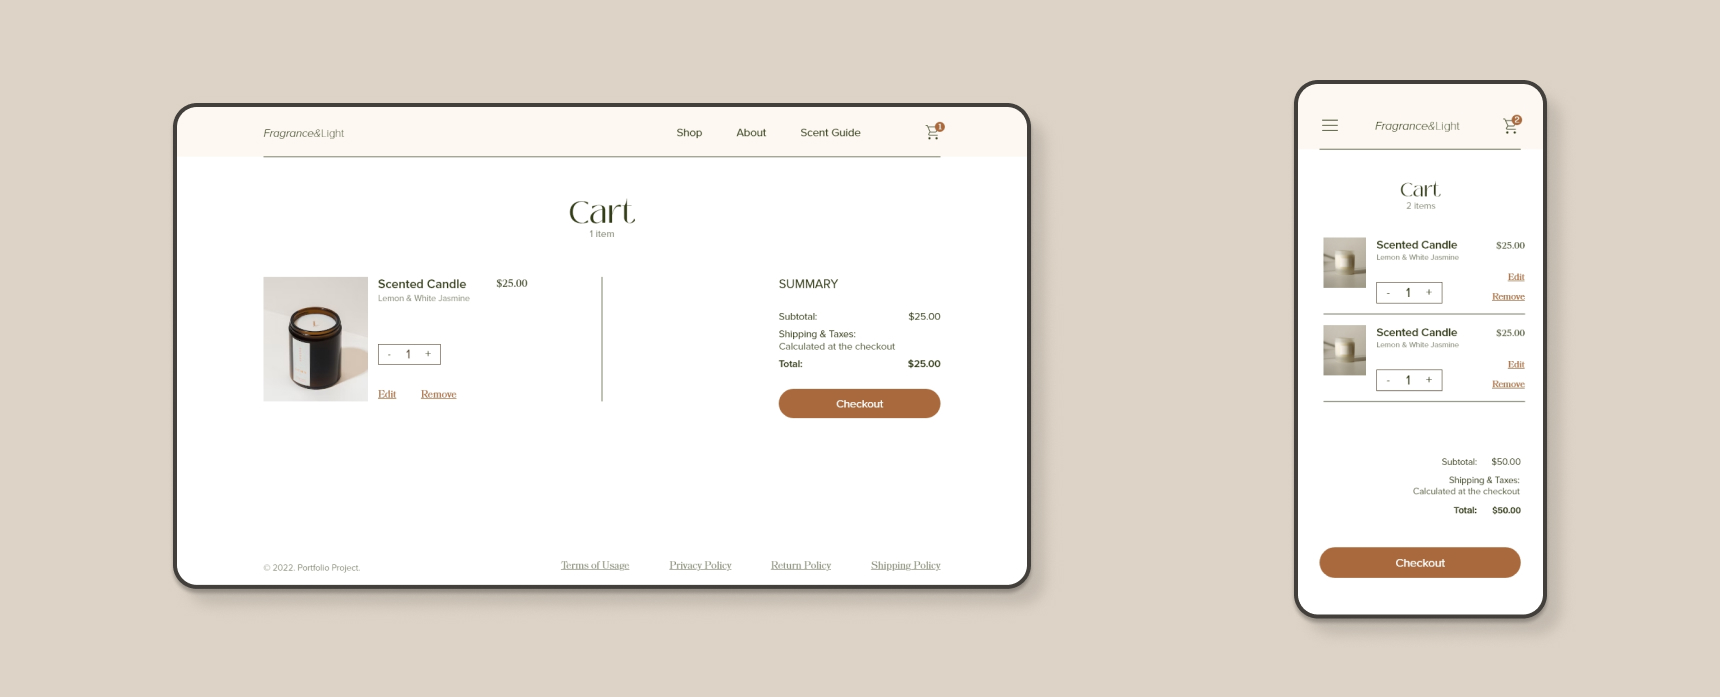 Fragrance&Light
Shop About Scent Guide
1
Cart
1 item
Scented Candle $25.00
Lemon & White Jasmine
- 1 +
Edit Remove
SUMMARY
Subtotal: $25.00
Shipping & Taxes:
Calculated at the checkout
Total: $25.00
Checkout
© 2022. Portfolio Project.
Terms of Usage Privacy Policy Return Policy Shipping Policy
Fragrance&Light
2
Cart
2 items
Scented Candle $25.00
Lemon & White Jasmine
Edit
- 1 +
Remove
Scented Candle $25.00
Lemon & White Jasmine
Edit
- 1 +
Remove
Subtotal: $50.00
Shipping & Taxes:
Calculated at the checkout
Total: $50.00
Checkout